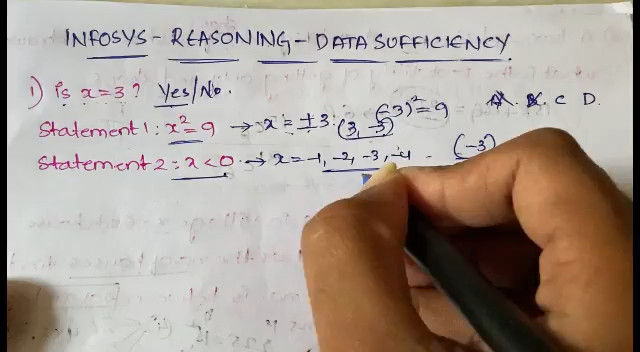 INFOSYS - REASONING - DATA SUFFICIENCY
1) is x=3? Yes/No.
Statement 1: x²=9 → x = ±3. (3, -3) (-3)² = 9 A. B. C D.
Statement 2: x < 0 → x = -1, -2, -3, -4 - (-3)